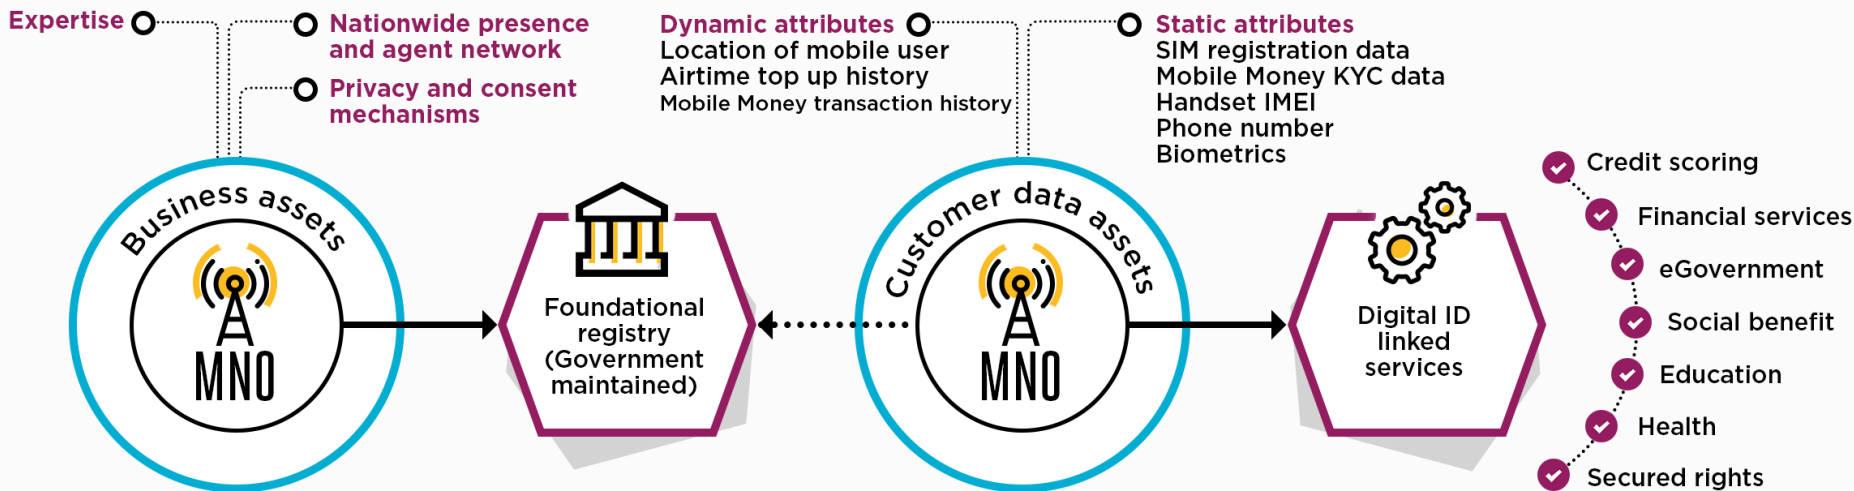 Expertise
Nationwide presence
and agent network
Privacy and consent
mechanisms
Business assets
MNO
Foundational
registry
(Government
maintained)
Dynamic attributes
Location of mobile user
Airtime top up history
Mobile Money transaction history
Static attributes
SIM registration data
Mobile Money KYC data
Handset IMEI
Phone number
Biometrics
Customer data assets
MNO
Digital ID
linked
services
Credit scoring
Financial services
eGovernment
Social benefit
Education
Health
Secured rights